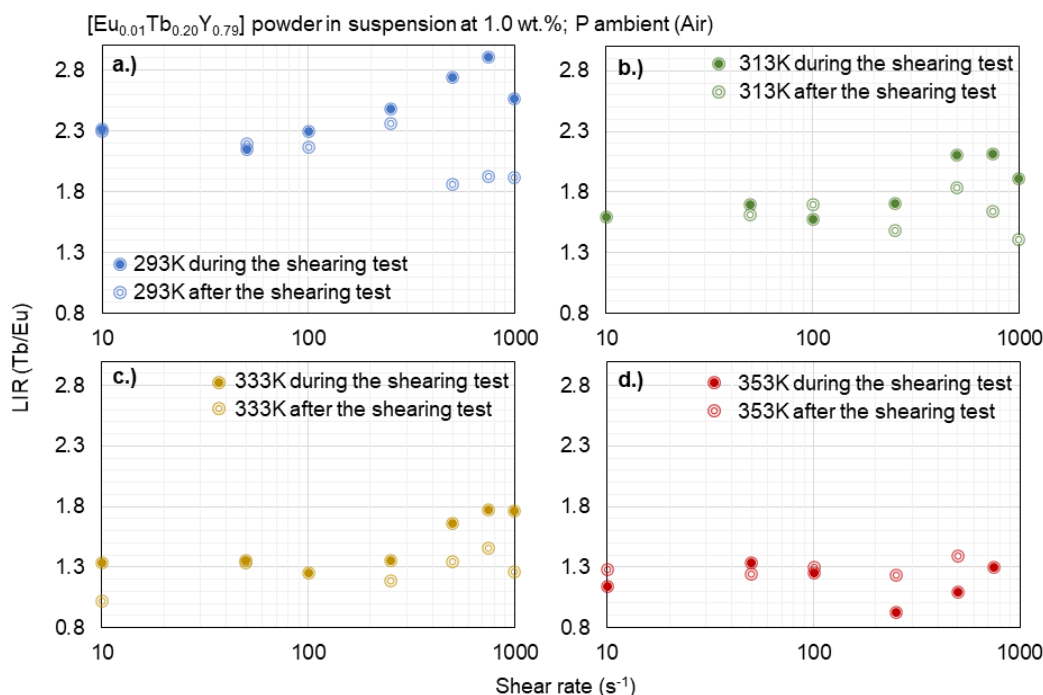 [Eu0.01Tb0.20Y0.79] powder in suspension at 1.0 wt.%; P ambient (Air)
LIR (Tb/Eu)
a.)
2.8
2.3
1.8
1.3
0.8
293K during the shearing test
293K after the shearing test
10 100 1000
b.)
313K during the shearing test
313K after the shearing test
2.8
2.3
1.8
1.3
0.8
10 100 1000
c.)
333K during the shearing test
333K after the shearing test
2.8
2.3
1.8
1.3
0.8
10 100 1000
d.)
353K during the shearing test
353K after the shearing test
2.8
2.3
1.8
1.3
0.8
10 100 1000
Shear rate (s-1)